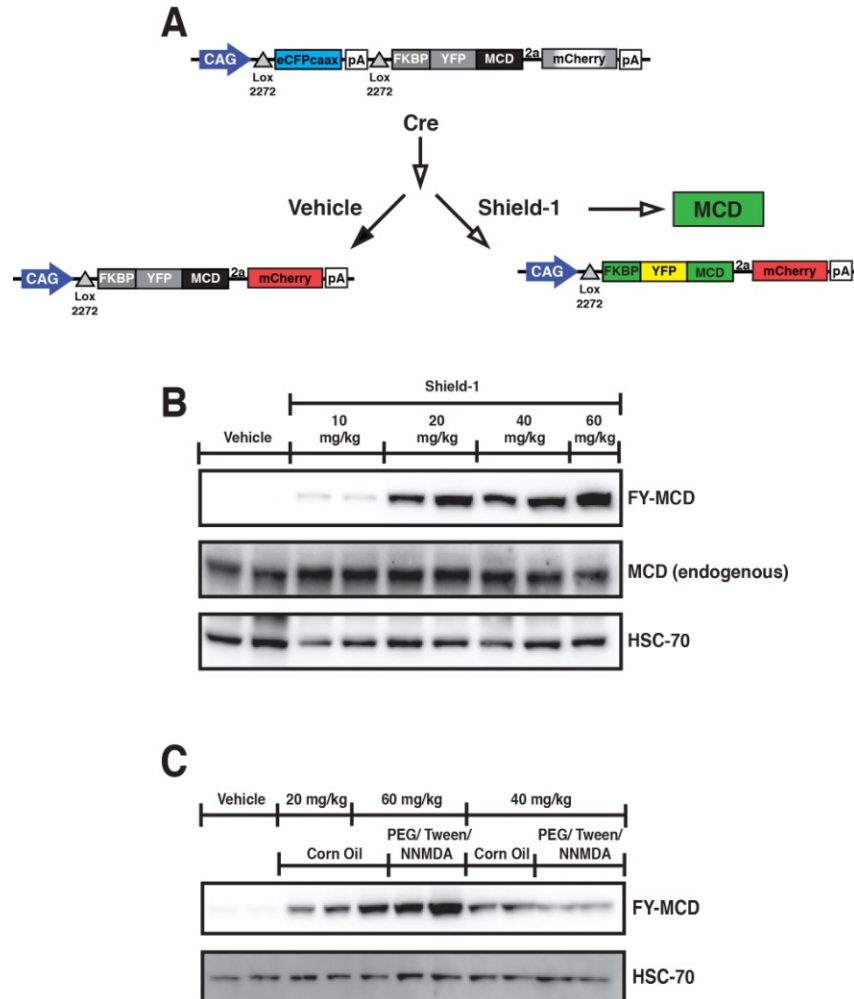 A
CAG
eCFPcaax
pA
FKBP
YFP
MCD
2a
mCherry
pA
Lox
2272
Lox
2272
Cre
Vehicle
Shield-1
MCD
CAG
FKBP
YFP
MCD
2a
mCherry
pA
Lox
2272
CAG
FKBP
YFP
MCD
2a
mCherry
pA
Lox
2272
B
Shield-1
Vehicle
10
mg/kg
20
mg/kg
40
mg/kg
60
mg/kg
FY-MCD
MCD (endogenous)
HSC-70
C
Vehicle
20 mg/kg
60 mg/kg
40 mg/kg
Corn Oil
PEG/ Tween/
NNMDA
Corn Oil
PEG/ Tween/
NNMDA
FY-MCD
HSC-70